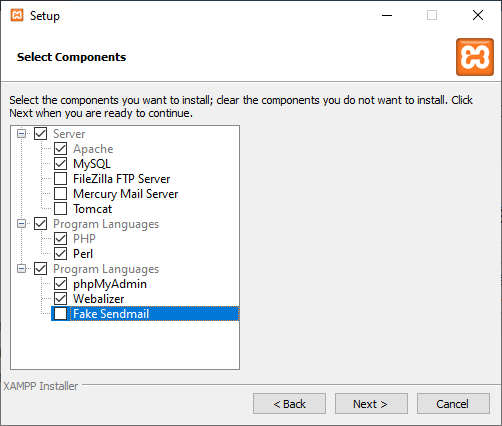 Setup
Select Components
Select the components you want to install; clear the components you do not want to install. Click
Next when you are ready to continue.
Server
Apache
MySQL
FileZilla FTP Server
Mercury Mail Server
Tomcat
Program Languages
PHP
Perl
Program Languages
phpMyAdmin
Webalizer
Fake Sendmail
XAMPP Installer
< Back
Next >
Cancel